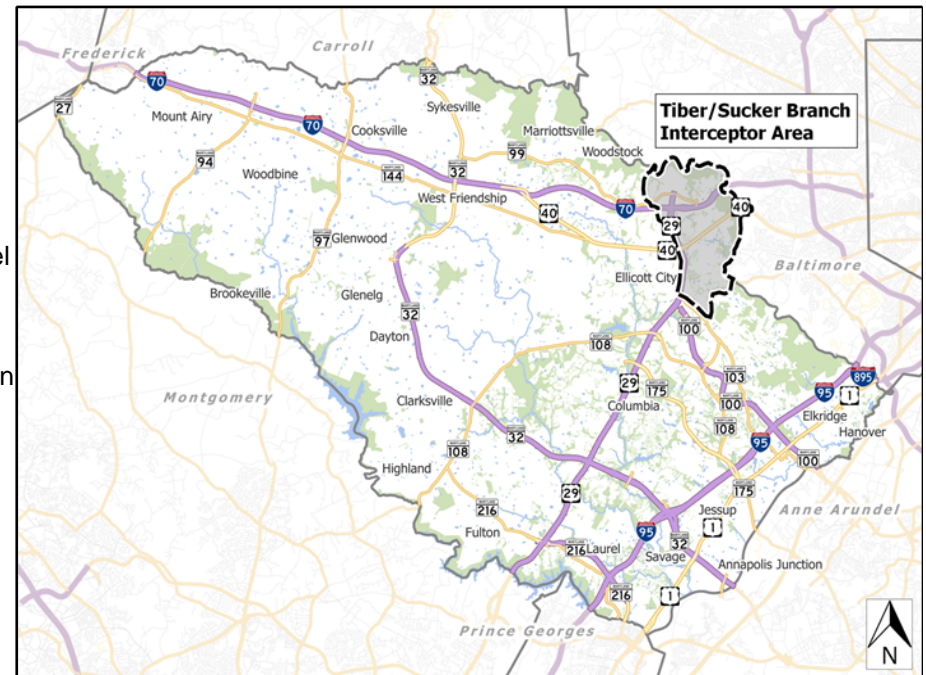 Frederick
Carroll
70
32
27
Mount Airy
Sykesville
70
Cooksville
Marriottsville
Tiber/Sucker Branch
Interceptor Area
94
99
Woodstock
Woodbine
144
32
West Friendship
40
70
40
29
97
Glenwood
40
el
Ellicott City
Baltimore
Brookeville
Glenelg
32
100
Dayton
108
103
895
29
175
95
1
on
Montgomery
Columbia
100
Elkridge
Clarksville
108
Hanover
32
95
108
100
Highland
175
29
216
Jessup
Anne Arundel
Fulton
95
1
216
Laurel
Savage
32
Annapolis Junction
216
1
Prince Georges
N